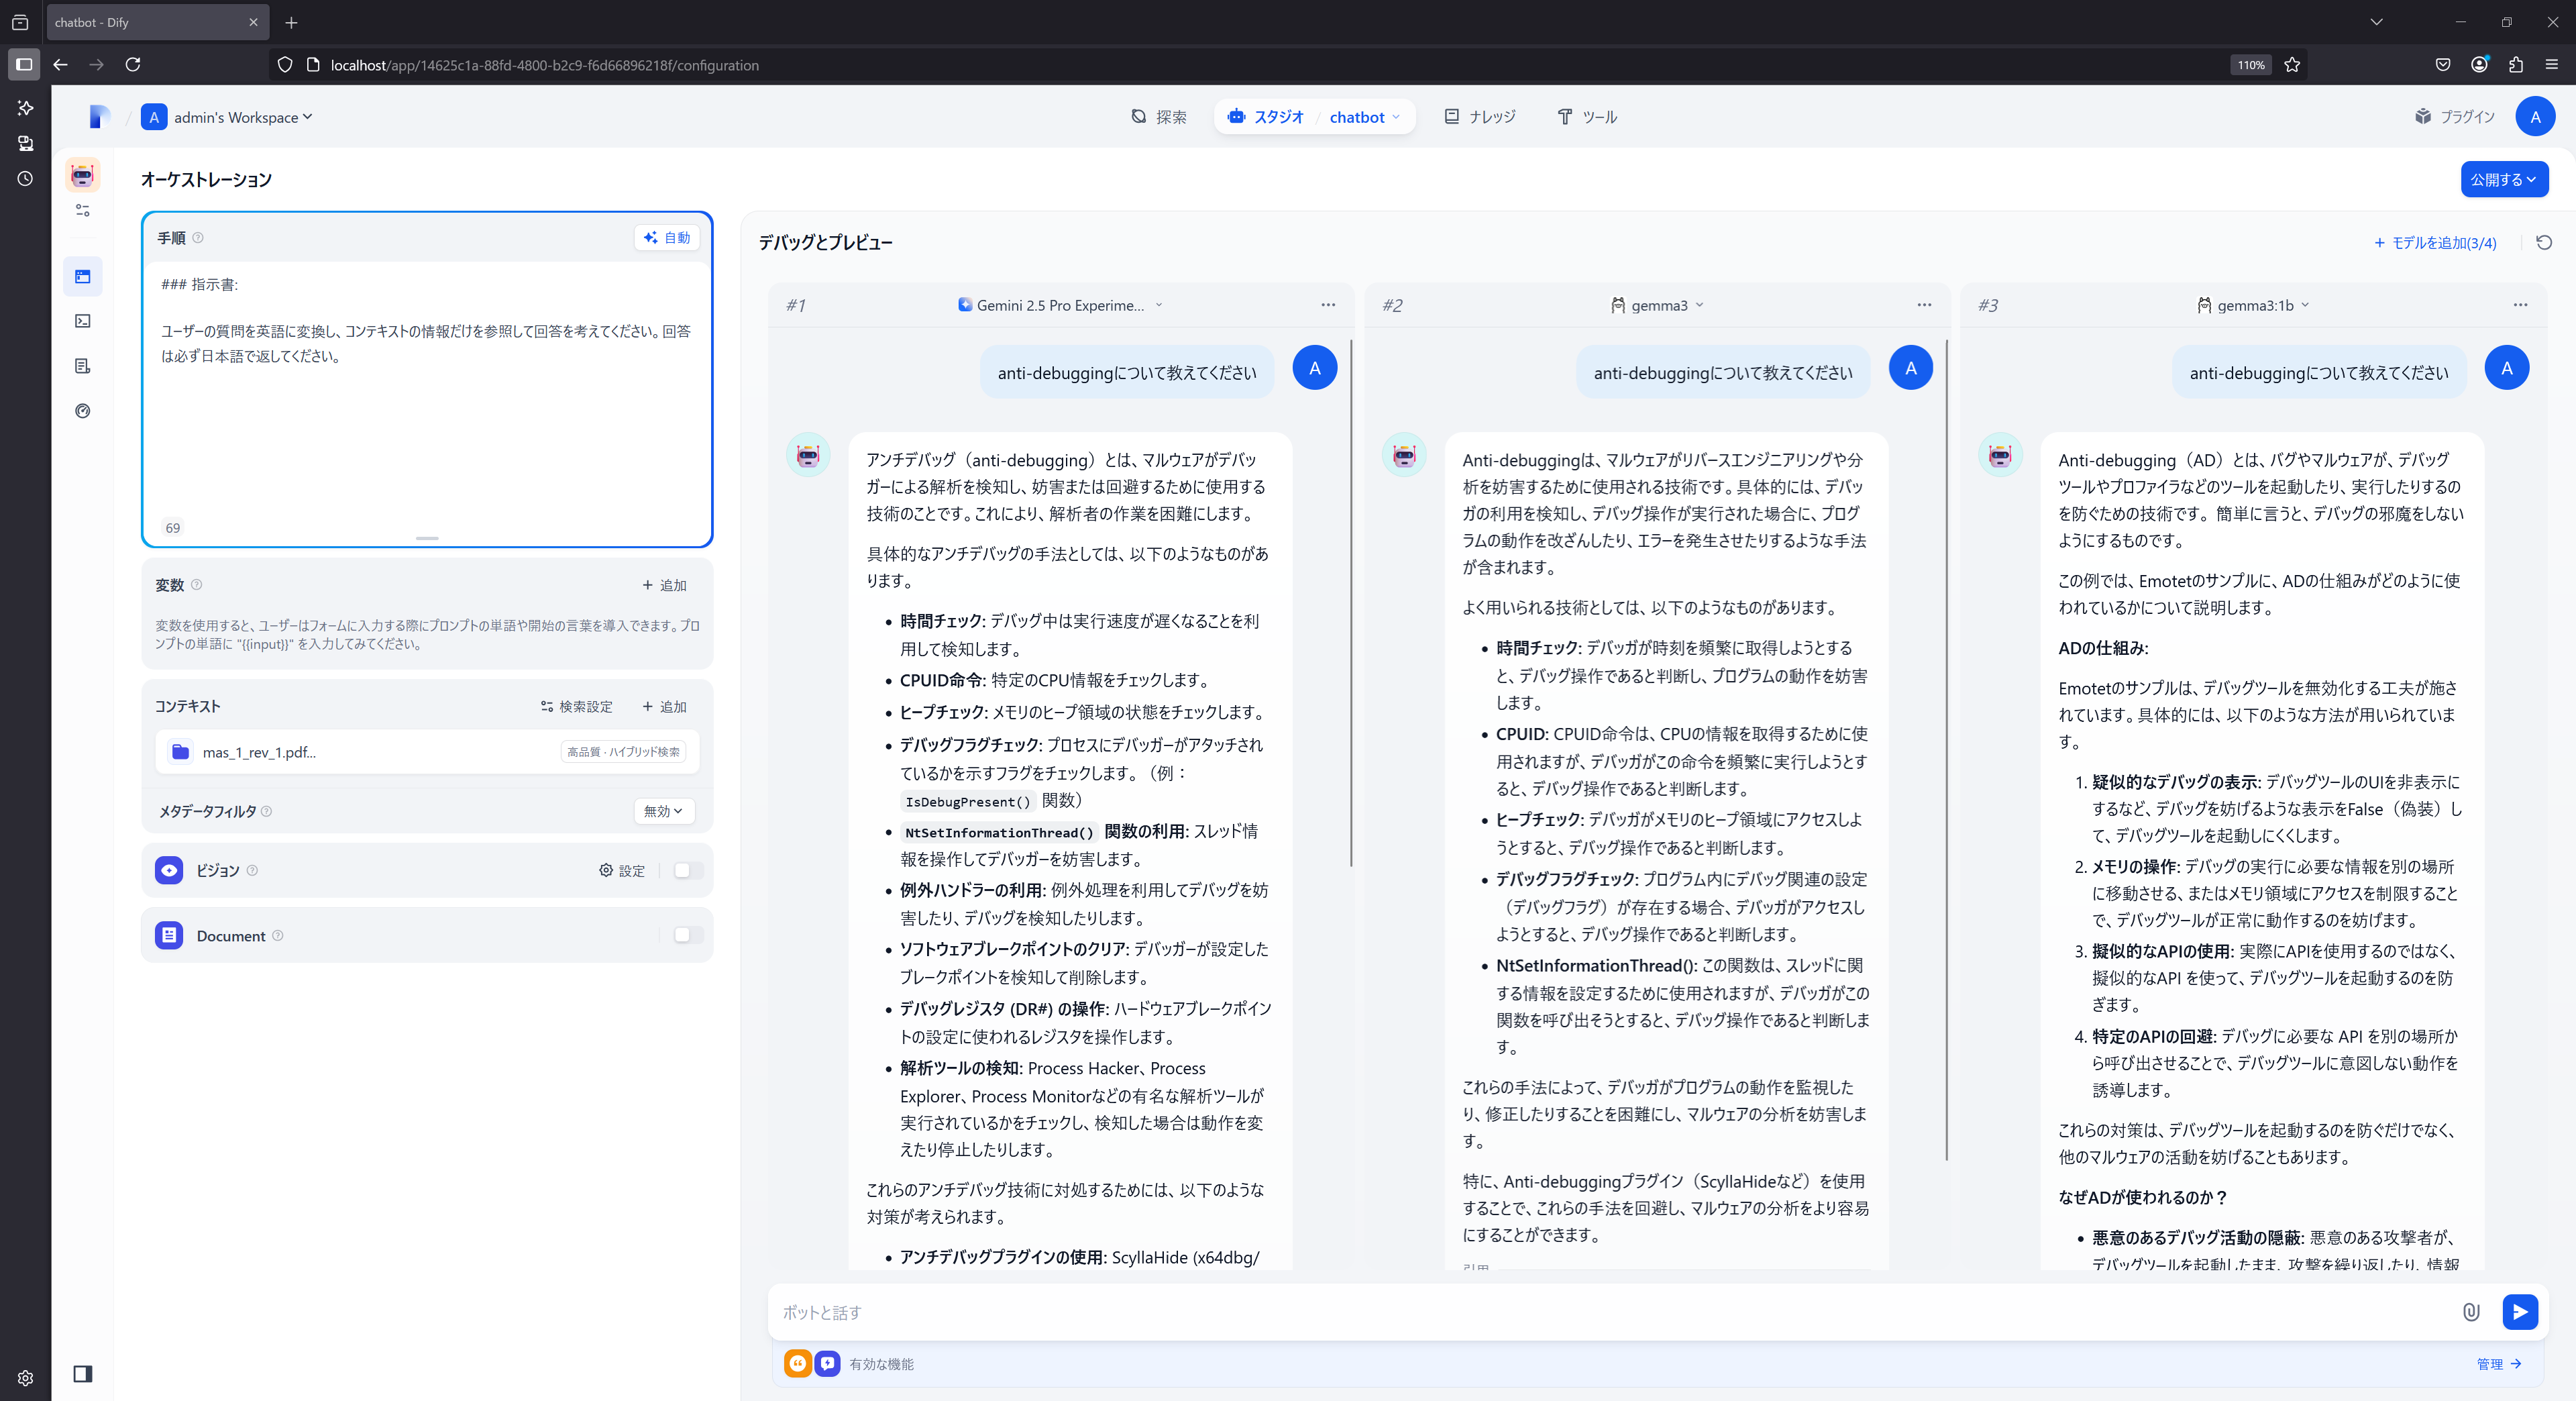 chatbot - Dify
localhost/app/14625c1a-88fd-4800-b2c9-f6d66896218f/configuration
110%
A admin's Workspace
探索
スタジオ / chatbot
ナレッジ
ツール
プラグイン
A
オーケストレーション
公開する
手順
自動
### 指示書:
ユーザーの質問を英語に変換し、コンテキストの情報だけを参照して回答を考えてください。回答
は必ず日本語で返してください。
69
変数
+ 追加
変数を使用すると、ユーザーはフォームに入力する際にプロンプトの単語や開始の言葉を導入できます。プロ
ンプトの単語に "{{input}}" を入力してみてください。
コンテキスト
検索設定
+ 追加
mas_1_rev_1.pdf...
高品質 · ハイブリッド検索
メタデータフィルタ
無効
ビジョン
設定
Document
デバッグとプレビュー
+ モデルを追加(3/4)
#1
Gemini 2.5 Pro Experime...
anti-debuggingについて教えてください
A
アンチデバッグ（anti-debugging）とは、マルウェアがデバッ
ガーによる解析を検知し、妨害または回避するために使用する
技術のことです。これにより、解析者の作業を困難にします。
具体的なアンチデバッグの手法としては、以下のようなものがあ
ります。
• 時間チェック: デバッグ中は実行速度が遅くなることを利
用して検知します。
• CPUID命令: 特定のCPU情報をチェックします。
• ヒープチェック: メモリのヒープ領域の状態をチェックします。
• デバッグフラグチェック: プロセスにデバッガーがアタッチされ
ているかを示すフラグをチェックします。（例：
IsDebugPresent() 関数）
• NtSetInformationThread() 関数の利用: スレッド情
報を操作してデバッガーを妨害します。
• 例外ハンドラーの利用: 例外処理を利用してデバッグを妨
害したり、デバッグを検知したりします。
• ソフトウェアブレークポイントのクリア: デバッガーが設定した
ブレークポイントを検知して削除します。
• デバッグレジスタ (DR#) の操作: ハードウェアブレークポイン
トの設定に使われるレジスタを操作します。
• 解析ツールの検知: Process Hacker、Process
Explorer、Process Monitorなどの有名な解析ツールが
実行されているかをチェックし、検知した場合は動作を変
えたり停止したりします。
これらのアンチデバッグ技術に対処するためには、以下のような
対策が考えられます。
• アンチデバッグプラグインの使用: ScyllaHide (x64dbg/
#2
gemma3
anti-debuggingについて教えてください
A
Anti-debuggingは、マルウェアがリバースエンジニアリングや分
析を妨害するために使用される技術です。具体的には、デバッ
ガの利用を検知し、デバッグ操作が実行された場合に、プログ
ラムの動作を改ざんしたり、エラーを発生させたりするような手法
が含まれます。
よく用いられる技術としては、以下のようなものがあります。
• 時間チェック: デバッガが時刻を頻繁に取得しようとする
と、デバッグ操作であると判断し、プログラムの動作を妨害
します。
• CPUID: CPUID命令は、CPUの情報を取得するために使
用されますが、デバッガがこの命令を頻繁に実行しようとす
ると、デバッグ操作であると判断します。
• ヒープチェック: デバッガがメモリのヒープ領域にアクセスしよ
うとすると、デバッグ操作であると判断します。
• デバッグフラグチェック: プログラム内にデバッグ関連の設定
（デバッグフラグ）が存在する場合、デバッガがアクセスし
ようとすると、デバッグ操作であると判断します。
• NtSetInformationThread(): この関数は、スレッドに関
する情報を設定するために使用されますが、デバッガがこの
関数を呼び出そうとすると、デバッグ操作であると判断しま
す。
これらの手法によって、デバッガがプログラムの動作を監視した
り、修正したりすることを困難にし、マルウェアの分析を妨害しま
す。
特に、Anti-debuggingプラグイン（ScyllaHideなど）を使用
することで、これらの手法を回避し、マルウェアの分析をより容易
にすることができます。
引用
#3
gemma3:1b
anti-debuggingについて教えてください
A
Anti-debugging（AD）とは、バグやマルウェアが、デバッグ
ツールやプロファイラなどのツールを起動したり、実行したりするの
を防ぐための技術です。 簡単に言うと、デバッグの邪魔をしない
ようにするものです。
この例では、Emotetのサンプルに、ADの仕組みがどのように使
われているかについて説明します。
ADの仕組み:
Emotetのサンプルは、デバッグツールを無効化する工夫が施さ
れています。具体的には、以下のような方法が用いられていま
す。
1. 疑似的なデバッグの表示: デバッグツールのUIを非表示に
するなど、デバッグを妨げるような表示をFalse（偽装）し
て、デバッグツールを起動しにくくします。
2. メモリの操作: デバッグの実行に必要な情報を別の場所
に移動させる、またはメモリ領域にアクセスを制限すること
で、デバッグツールが正常に動作するのを妨げます。
3. 擬似的なAPIの使用: 実際にAPIを使用するのではなく、
擬似的なAPI を使って、デバッグツールを起動するのを防
ぎます。
4. 特定のAPIの回避: デバッグに必要な API を別の場所か
ら呼び出させることで、デバッグツールに意図しない動作を
誘導します。
これらの対策は、デバッグツールを起動するのを防ぐだけでなく、
他のマルウェアの活動を妨げることもあります。
なぜADが使われるのか？
• 悪意のあるデバッグ活動の隠蔽: 悪意のある攻撃者が、
デバッグツールを起動したまま、攻撃を繰り返したり、情報
ボットと話す
有効な機能
管理 →